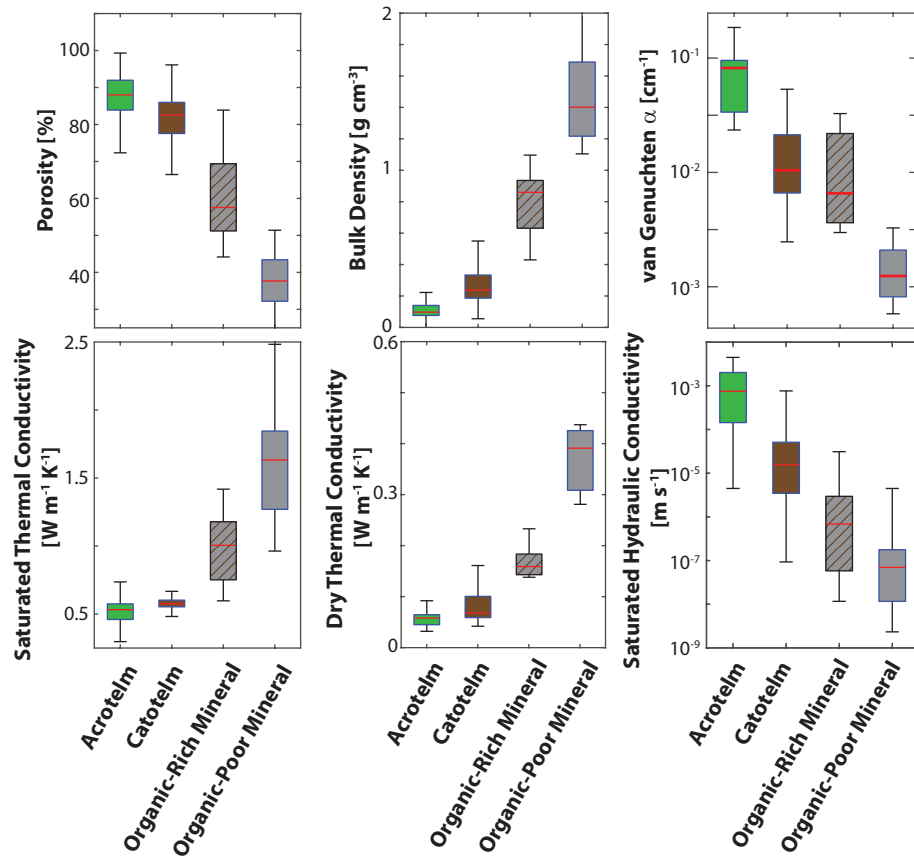 Porosity [%]
100
80
60
40
Bulk Density [g cm⁻³]
2
1
0
van Genuchten α [cm⁻¹]
10⁻¹
10⁻²
10⁻³
Saturated Thermal Conductivity
[W m⁻¹ K⁻¹]
2.5
1.5
0.5
Dry Thermal Conductivity
[W m⁻¹ K⁻¹]
0.6
0.3
0
Saturated Hydraulic Conductivity
[m s⁻¹]
10⁻³
10⁻⁵
10⁻⁷
10⁻⁹
Acrotelm
Catotelm
Organic-Rich Mineral
Organic-Poor Mineral
Acrotelm
Catotelm
Organic-Rich Mineral
Organic-Poor Mineral
Acrotelm
Catotelm
Organic-Rich Mineral
Organic-Poor Mineral